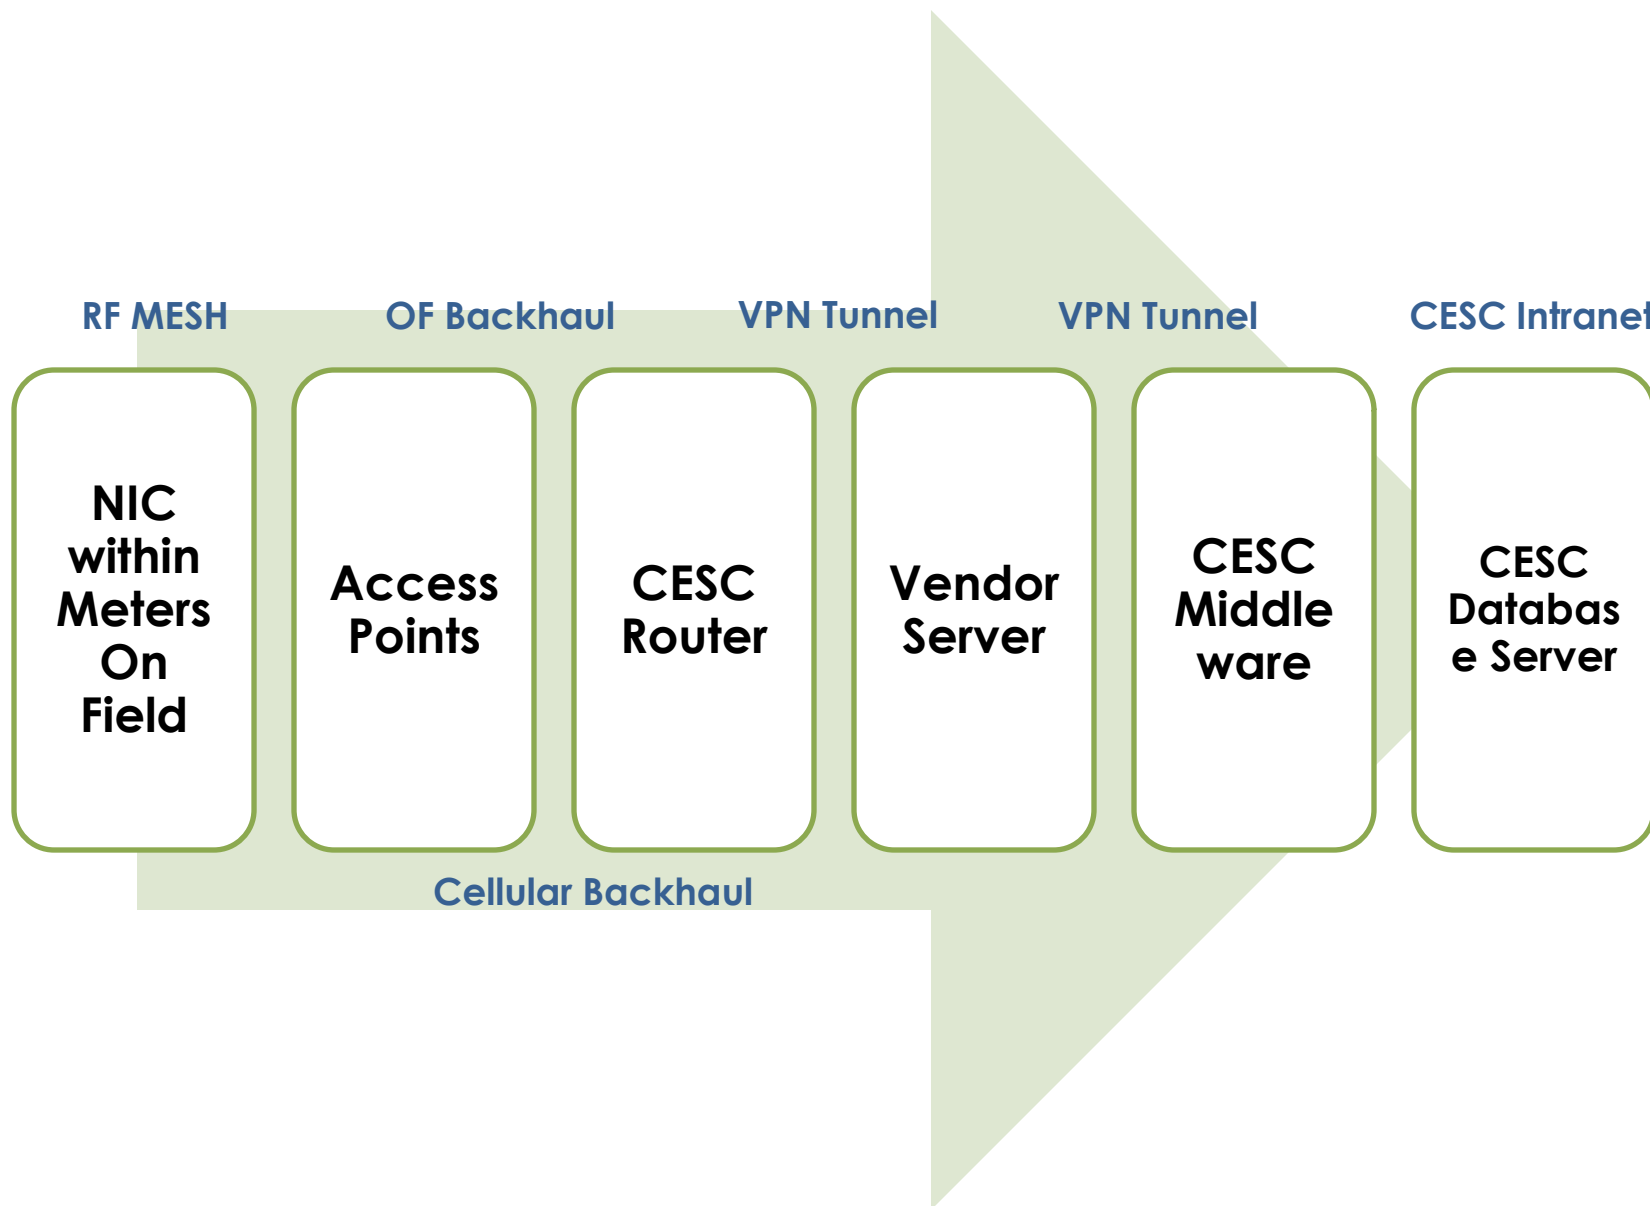 RF MESH
OF Backhaul
VPN Tunnel
VPN Tunnel
CESC Intranet
NIC
within
Meters
On
Field
Access
Points
CESC
Router
Vendor
Server
CESC
Middle
ware
CESC
Databas
e Server
Cellular Backhaul